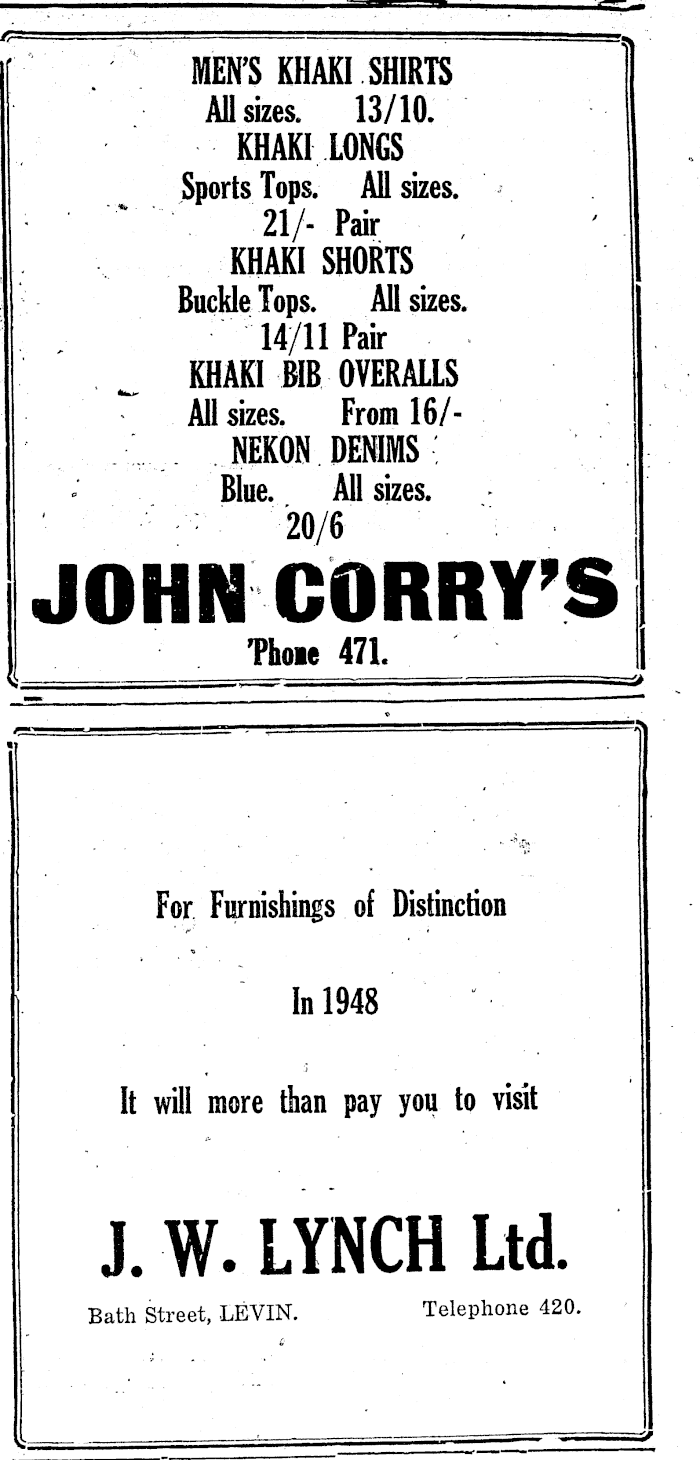 MEN'S KHAKI SHIRTS
All sizes. 13/10.
KHAKI LONGS
Sports Tops. All sizes.
21/- Pair
KHAKI SHORTS
Buckle Tops. All sizes.
14/11 Pair
KHAKI BIB OVERALLS
All sizes. From 16/-
NEKON DENIMS
Blue. All sizes.
20/6
JOHN CORRY'S
'Phone 471.
For Furnishings of Distinction
In 1948
It will more than pay you to visit
J. W. LYNCH Ltd.
Bath Street, LEVIN. Telephone 420.